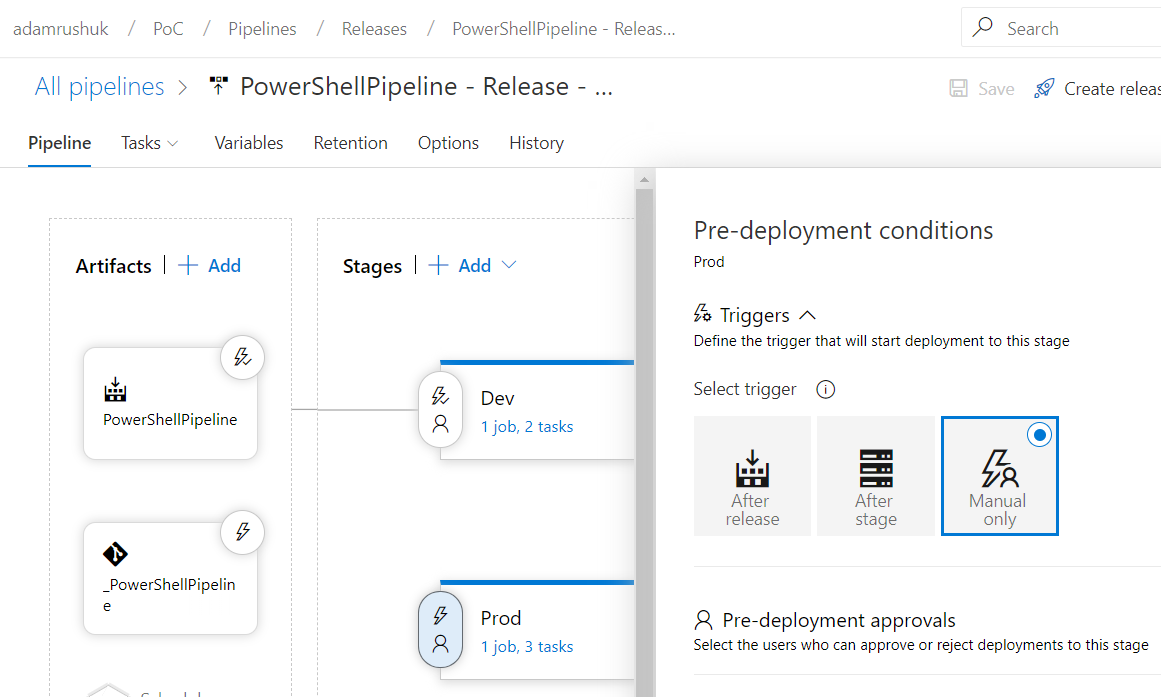 adamrushuk / PoC / Pipelines / Releases / PowerShellPipeline - Releas...
Search
All pipelines > PowerShellPipeline - Release - ...
Save
Create releas
Pipeline Tasks Variables Retention Options History
Artifacts | + Add
Stages | + Add
PowerShellPipeline
_PowerShellPipelin
e
Dev
1 job, 2 tasks
Prod
1 job, 3 tasks
Pre-deployment conditions
Prod
Triggers
Define the trigger that will start deployment to this stage
Select trigger
After
release
After
stage
Manual
only
Pre-deployment approvals
Select the users who can approve or reject deployments to this stage